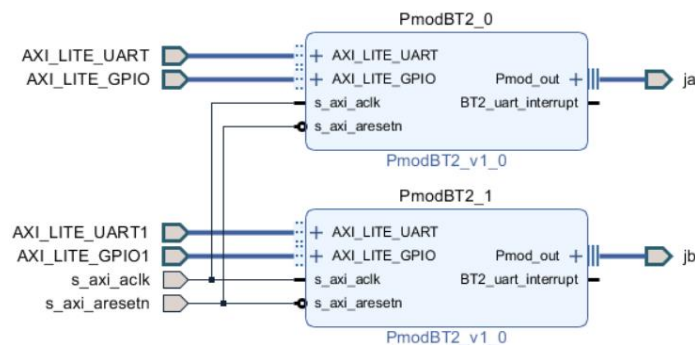 PmodBT2_0
AXI_LITE_UART
AXI_LITE_GPIO
AXI_LITE_UART
AXI_LITE_GPIO
s_axi_aclk
s_axi_aresetn
Pmod_out
BT2_uart_interrupt
ja
PmodBT2_v1_0
PmodBT2_1
AXI_LITE_UART1
AXI_LITE_GPIO1
s_axi_aclk
s_axi_aresetn
AXI_LITE_UART
AXI_LITE_GPIO
s_axi_aclk
s_axi_aresetn
Pmod_out
BT2_uart_interrupt
jb
PmodBT2_v1_0